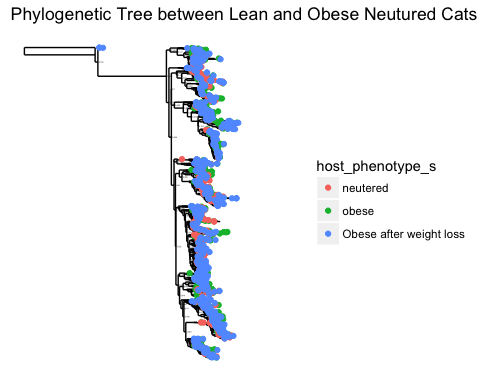 Phylogenetic Tree between Lean and Obese Neutured Cats
host_phenotype_s
neutered
obese
Obese after weight loss